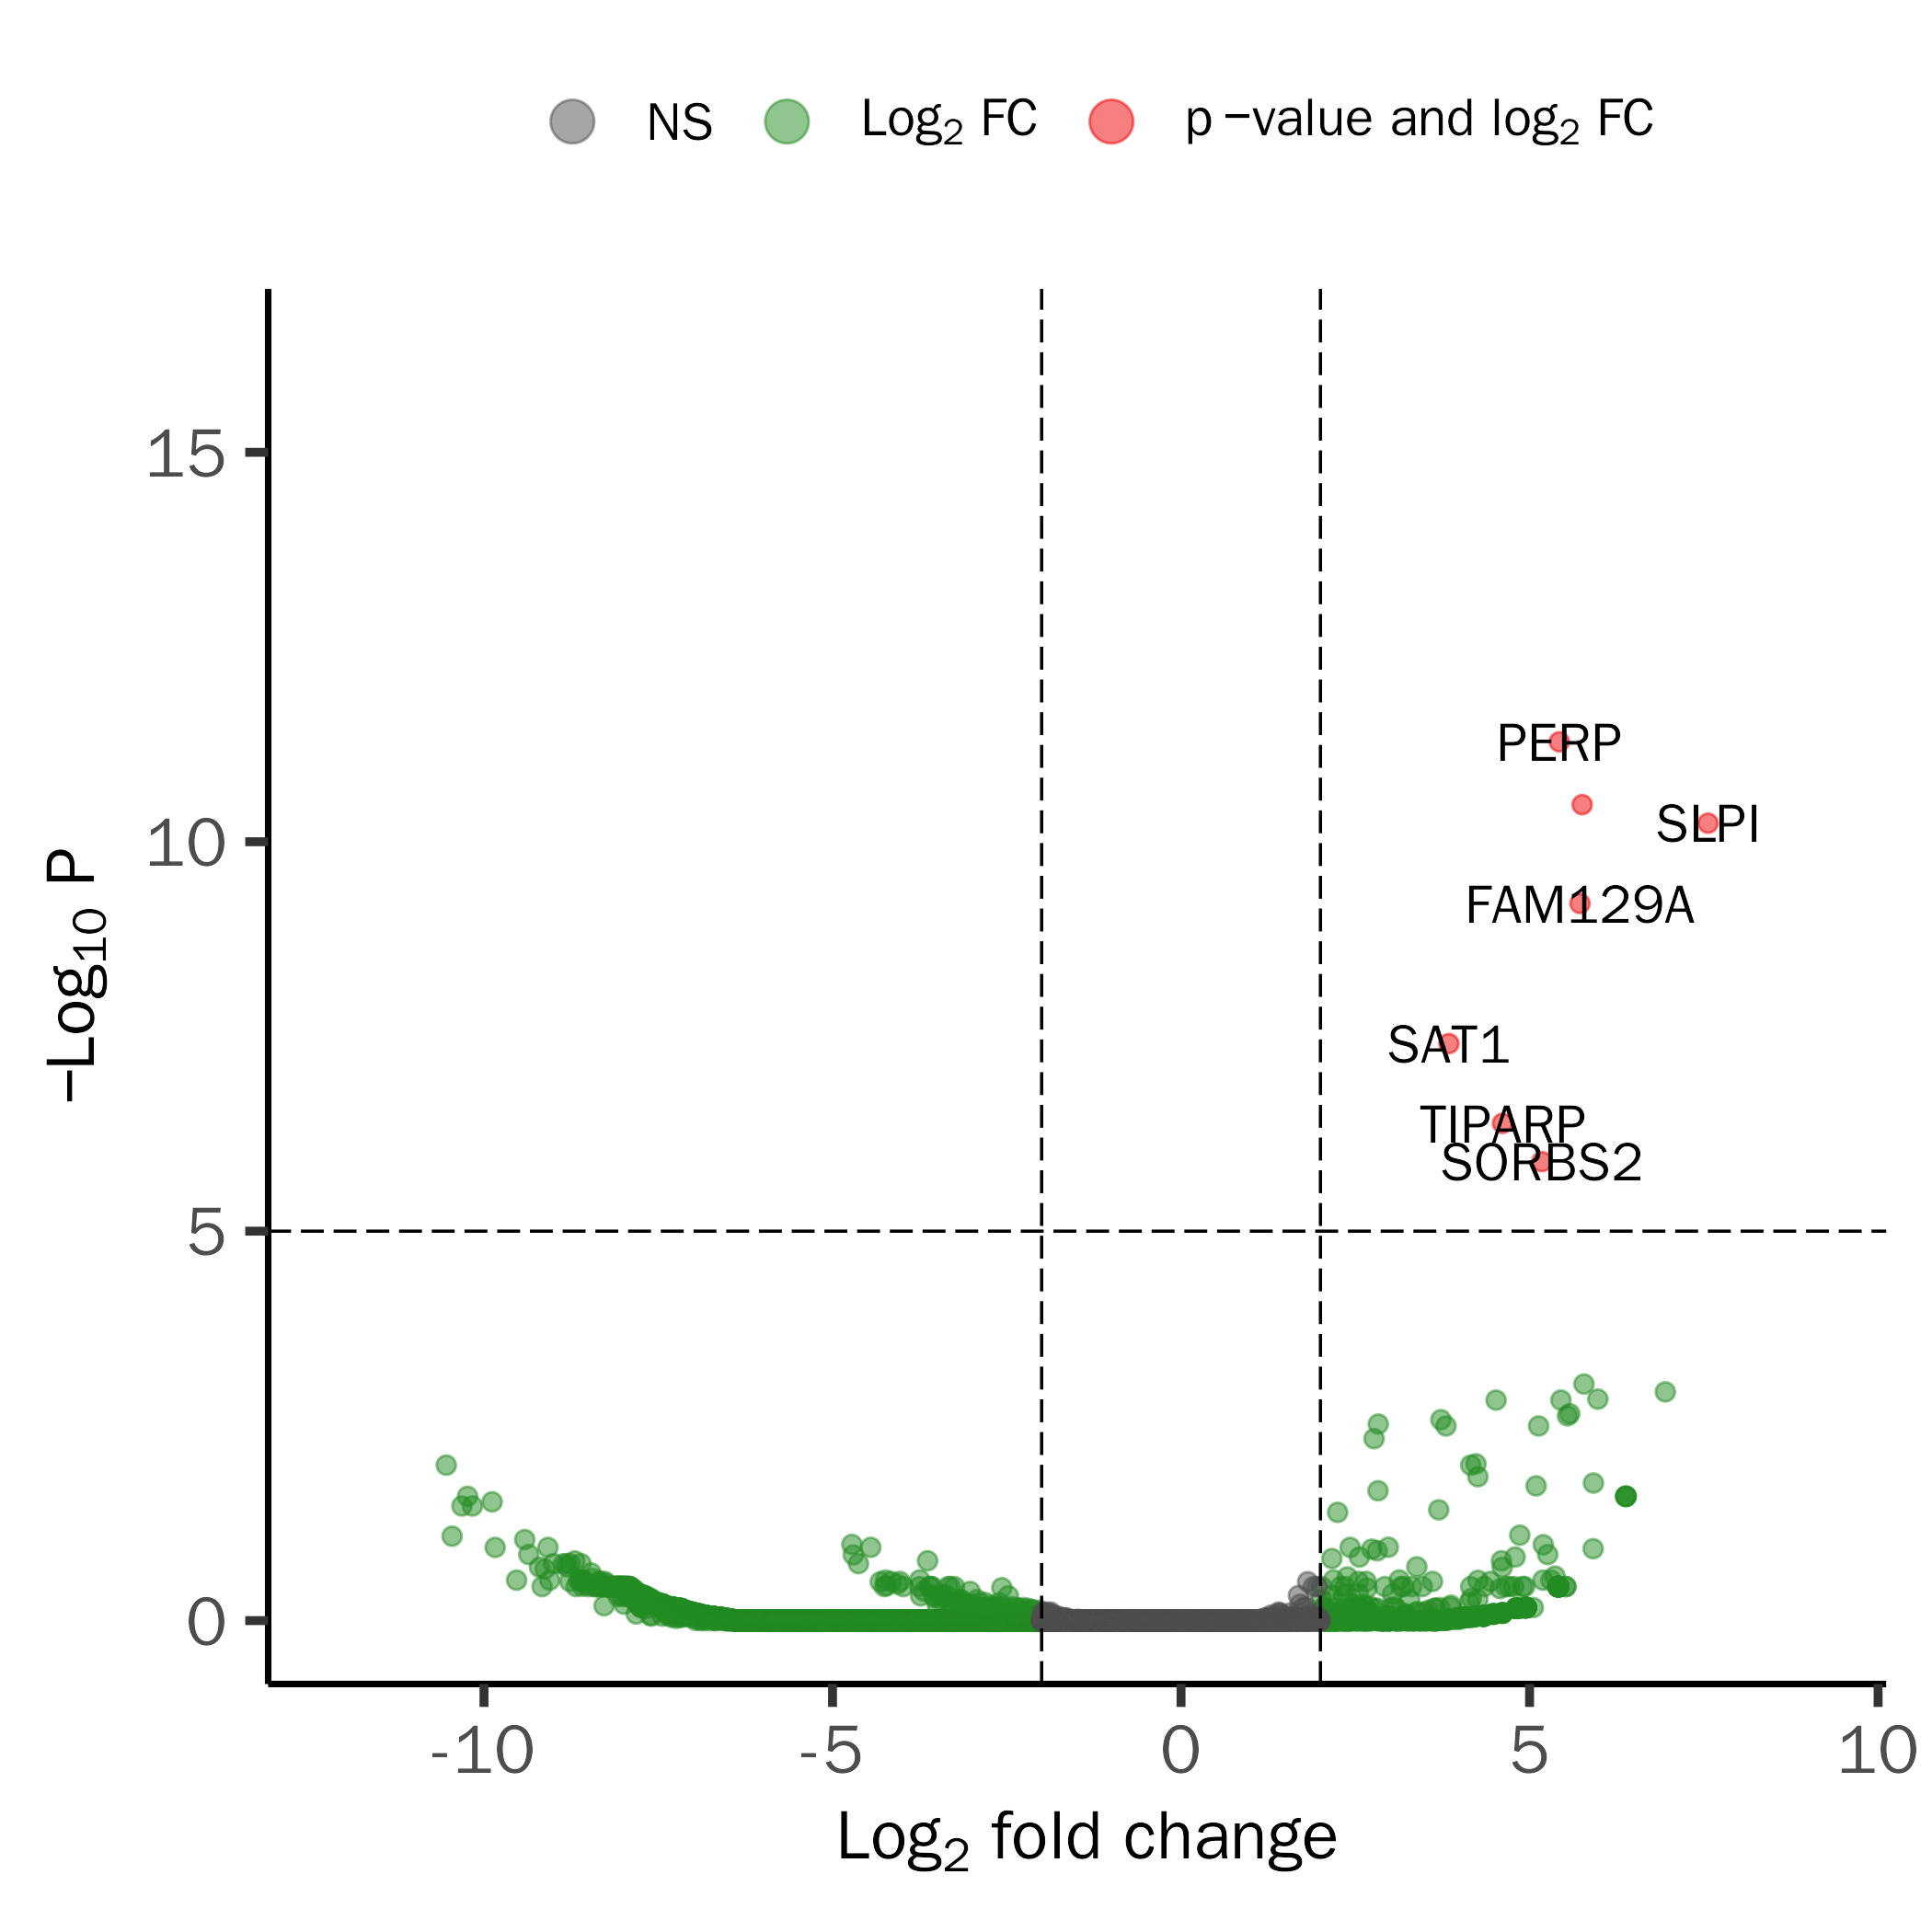 NS Log2 FC p −value and log2 FC
15
10
5
0
−Log10 P
PERP
SLPI
FAM129A
SAT1
TIPARP
SORBS2
-10 -5 0 5 10
Log2 fold change